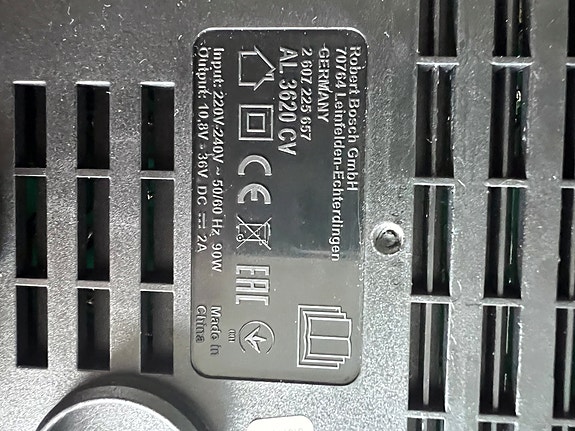 Robert Bosch GmbH
70764 Leinfelden-Echterdingen
GERMANY
2 607 225 657
AL 3620 CV
CE EAC
Input: 220V-240V ~ 50/60 Hz 90W
Output: 10.8V - 36V DC ⎓ 2A
Made in
China